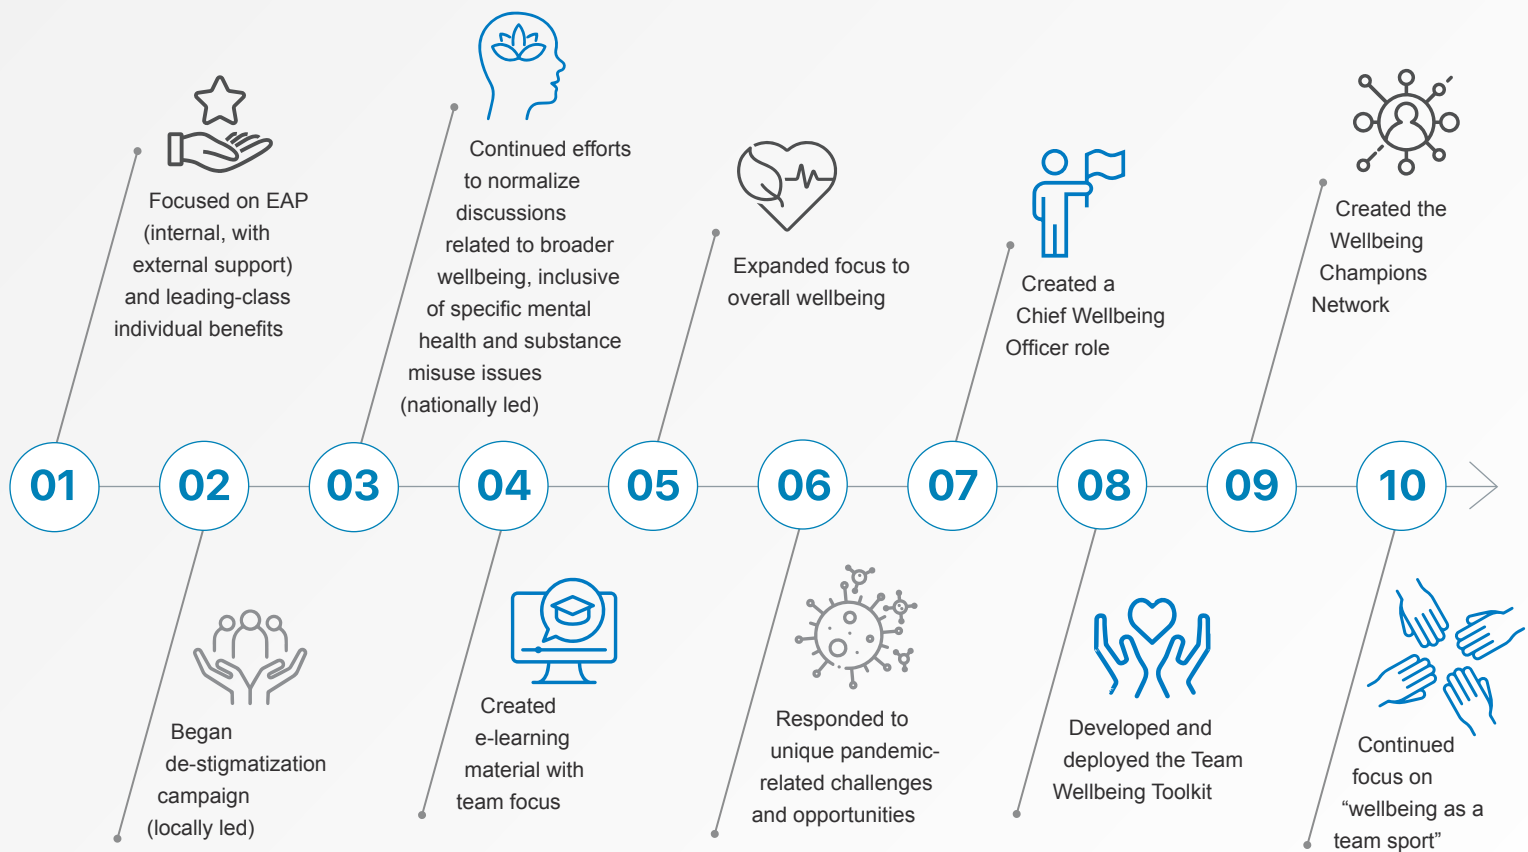 Focused on EAP
(internal, with
external support)
and leading-class
individual benefits
Continued efforts
to normalize
discussions
related to broader
wellbeing, inclusive
of specific mental
health and substance
misuse issues
(nationally led)
Expanded focus to
overall wellbeing
Created a
Chief Wellbeing
Officer role
Created the
Wellbeing
Champions
Network
01
02
03
04
05
06
07
08
09
10
Began
de-stigmatization
campaign
(locally led)
Created
e-learning
material with
team focus
Responded to
unique pandemic-
related challenges
and opportunities
Developed and
deployed the Team
Wellbeing Toolkit
Continued
focus on
“wellbeing as a
team sport”